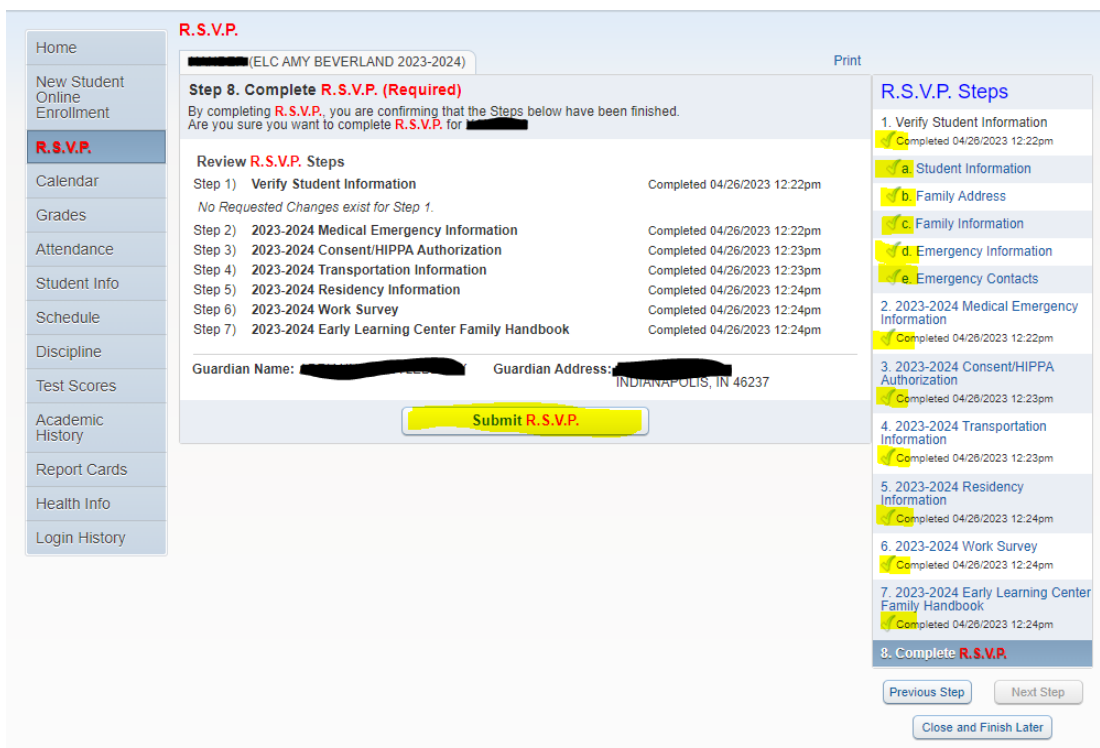 R.S.V.P.
Home
New Student
Online
Enrollment
R.S.V.P.
Calendar
Grades
Attendance
Student Info
Schedule
Discipline
Test Scores
Academic
History
Report Cards
Health Info
Login History
(ELC AMY BEVERLAND 2023-2024)
Print
Step 8. Complete R.S.V.P. (Required)
By completing R.S.V.P., you are confirming that the Steps below have been finished.
Are you sure you want to complete R.S.V.P. for
Review R.S.V.P. Steps
Step 1) Verify Student Information Completed 04/26/2023 12:22pm
No Requested Changes exist for Step 1.
Step 2) 2023-2024 Medical Emergency Information Completed 04/26/2023 12:22pm
Step 3) 2023-2024 Consent/HIPPA Authorization Completed 04/26/2023 12:23pm
Step 4) 2023-2024 Transportation Information Completed 04/26/2023 12:23pm
Step 5) 2023-2024 Residency Information Completed 04/26/2023 12:24pm
Step 6) 2023-2024 Work Survey Completed 04/26/2023 12:24pm
Step 7) 2023-2024 Early Learning Center Family Handbook Completed 04/26/2023 12:24pm
Guardian Name: Guardian Address:
INDIANAPOLIS, IN 46237
Submit R.S.V.P.
R.S.V.P. Steps
1. Verify Student Information
Completed 04/26/2023 12:22pm
a. Student Information
b. Family Address
c. Family Information
d. Emergency Information
e. Emergency Contacts
2. 2023-2024 Medical Emergency
Information
Completed 04/26/2023 12:22pm
3. 2023-2024 Consent/HIPPA
Authorization
Completed 04/26/2023 12:23pm
4. 2023-2024 Transportation
Information
Completed 04/26/2023 12:23pm
5. 2023-2024 Residency
Information
Completed 04/26/2023 12:24pm
6. 2023-2024 Work Survey
Completed 04/26/2023 12:24pm
7. 2023-2024 Early Learning Center
Family Handbook
Completed 04/26/2023 12:24pm
8. Complete R.S.V.P.
Previous Step Next Step
Close and Finish Later